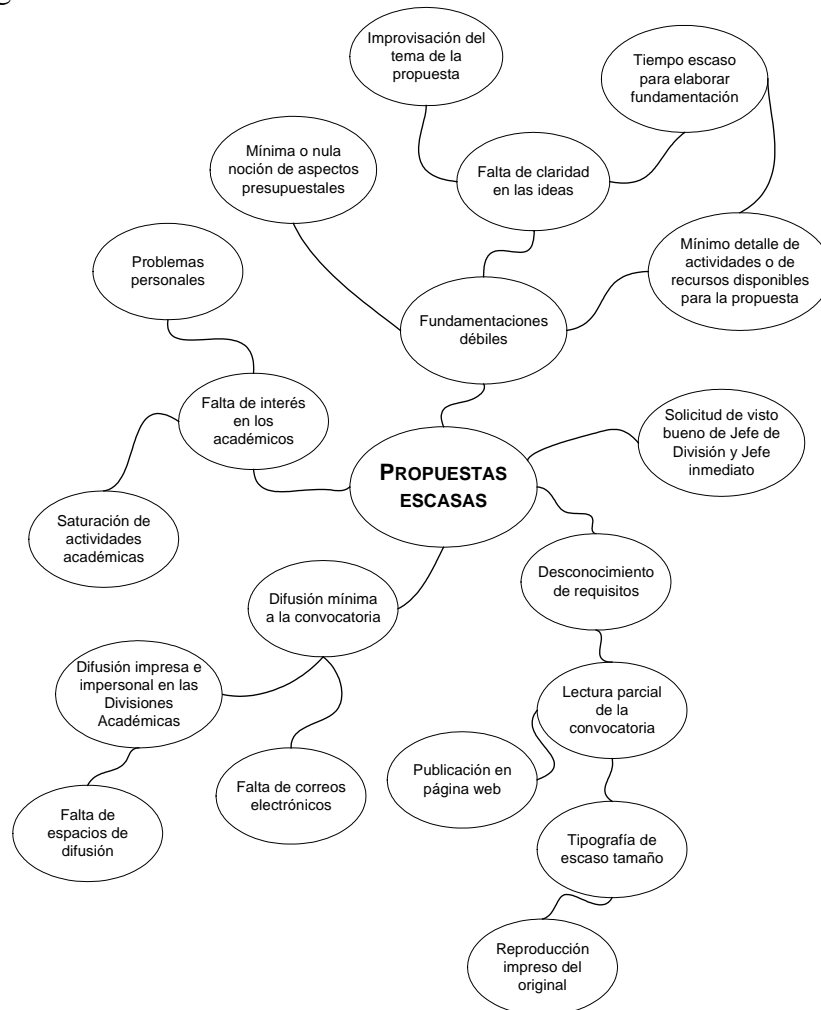 Improvisación del
tema de la
propuesta
Tiempo escaso
para elaborar
fundamentación
Mínima o nula
noción de aspectos
presupuestales
Falta de claridad
en las ideas
Problemas
personales
Mínimo detalle de
actividades o de
recursos disponibles
para la propuesta
Fundamentaciones
débiles
Falta de interés
en los
académicos
Solicitud de visto
bueno de Jefe de
División y Jefe
inmediato
PROPUESTAS
ESCASAS
Saturación de
actividades
académicas
Desconocimiento
de requisitos
Difusión mínima
a la convocatoria
Difusión impresa e
impersonal en las
Divisiones
Académicas
Lectura parcial
de la
convocatoria
Publicación en
página web
Falta de correos
electrónicos
Falta de
espacios de
difusión
Tipografía de
escaso tamaño
Reproducción
impreso del
original